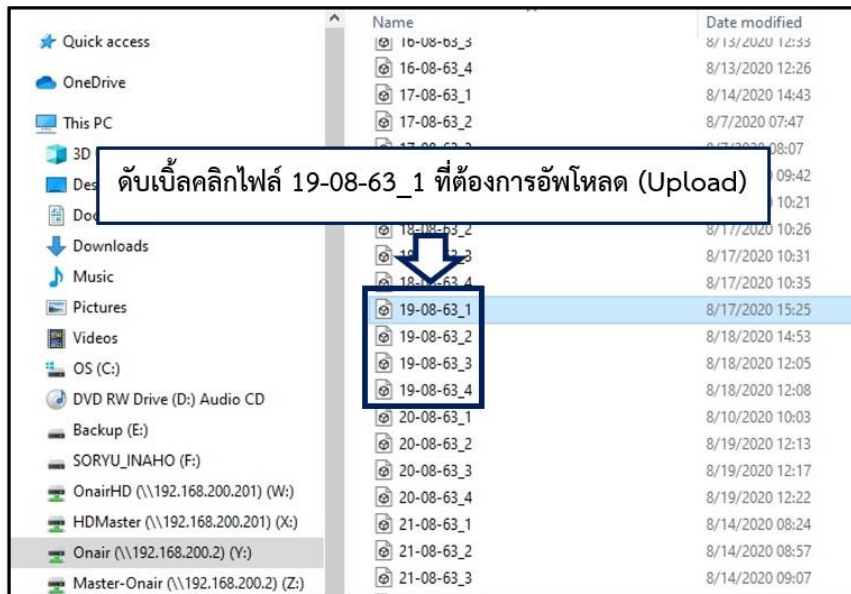 Name Date modified
Quick access
OneDrive
This PC
3D
Des
Doc
Downloads
Music
Pictures
Videos
OS (C:)
DVD RW Drive (D:) Audio CD
Backup (E:)
SORYU_INAHO (F:)
OnairHD (\\192.168.200.201) (W:)
HDMaster (\\192.168.200.201) (X:)
Onair (\\192.168.200.2) (Y:)
Master-Onair (\\192.168.200.2) (Z:)
ดับเบิ้ลคลิกไฟล์ 19-08-63_1 ที่ต้องการอัพโหลด (Upload)
16-08-63_3 8/13/2020 12:33
16-08-63_4 8/13/2020 12:26
17-08-63_1 8/14/2020 14:43
17-08-63_2 8/7/2020 07:47
08:07
09:42
10:21
18-08-63_2 8/17/2020 10:26
8/17/2020 10:31
18-08-63_4 8/17/2020 10:35
19-08-63_1 8/17/2020 15:25
19-08-63_2 8/18/2020 14:53
19-08-63_3 8/18/2020 12:05
19-08-63_4 8/18/2020 12:08
20-08-63_1 8/10/2020 10:03
20-08-63_2 8/19/2020 12:13
20-08-63_3 8/19/2020 12:17
20-08-63_4 8/19/2020 12:22
21-08-63_1 8/14/2020 08:24
21-08-63_2 8/14/2020 08:57
21-08-63_3 8/14/2020 09:07